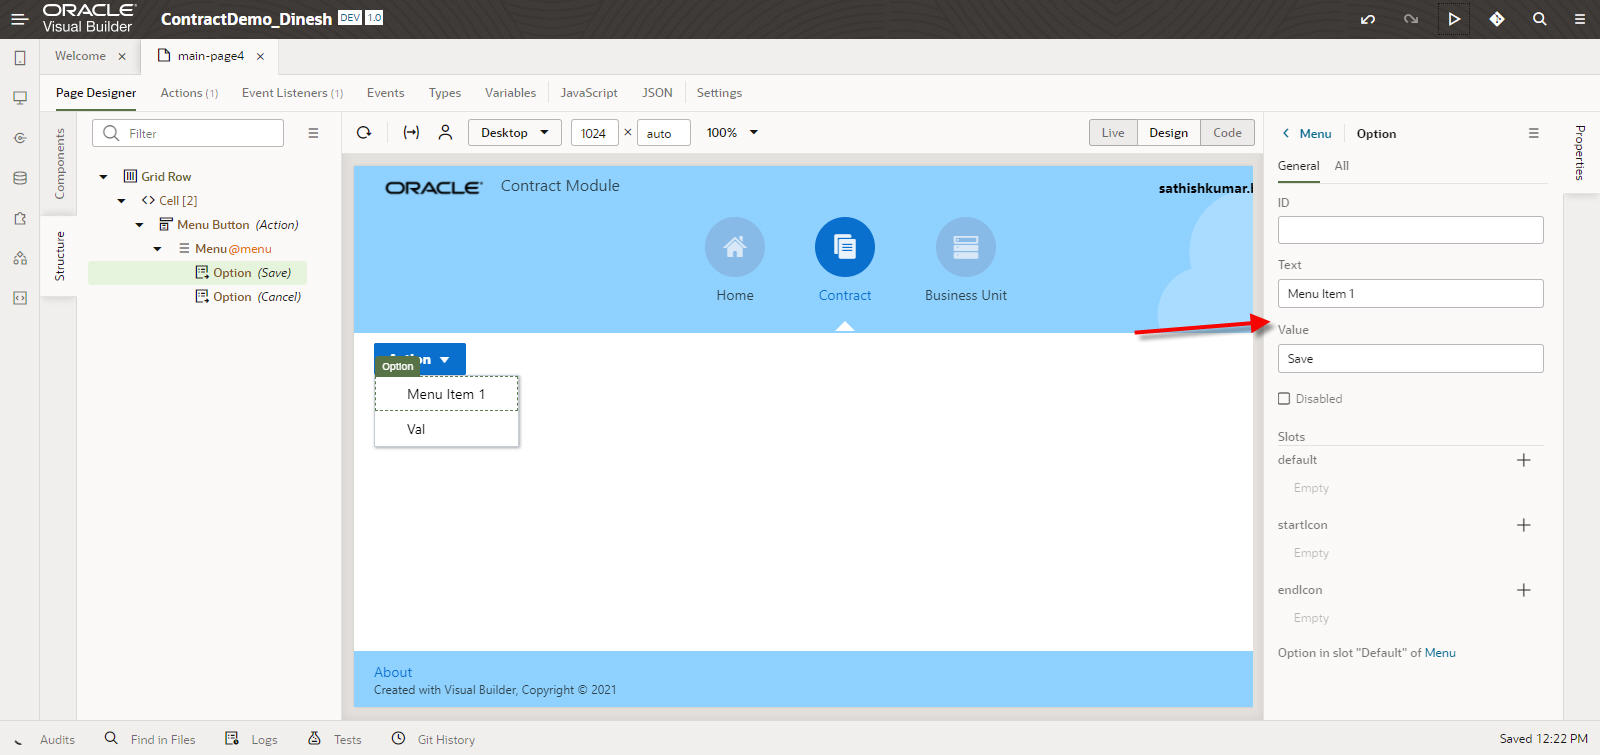 ORACLE
Visual Builder
ContractDemo_Dinesh DEV 1.0
Welcome × main-page4 ×
Page Designer Actions (1) Event Listeners (1) Events Types Variables JavaScript JSON Settings
Components
Structure
Filter
Grid Row
Cell [2]
Menu Button (Action)
Menu @menu
Option (Save)
Option (Cancel)
Desktop 1024 × auto 100% Live Design Code
ORACLE Contract Module
Home Contract Business Unit
Option
Menu Item 1
Val
About
Created with Visual Builder, Copyright © 2021
Menu Option
General All
ID
Text
Menu Item 1
Value
Save
Disabled
Slots
default
Empty
startIcon
Empty
endIcon
Empty
Option in slot "Default" of Menu
Properties
Audits Find in Files Logs Tests Git History Saved 12:22 PM